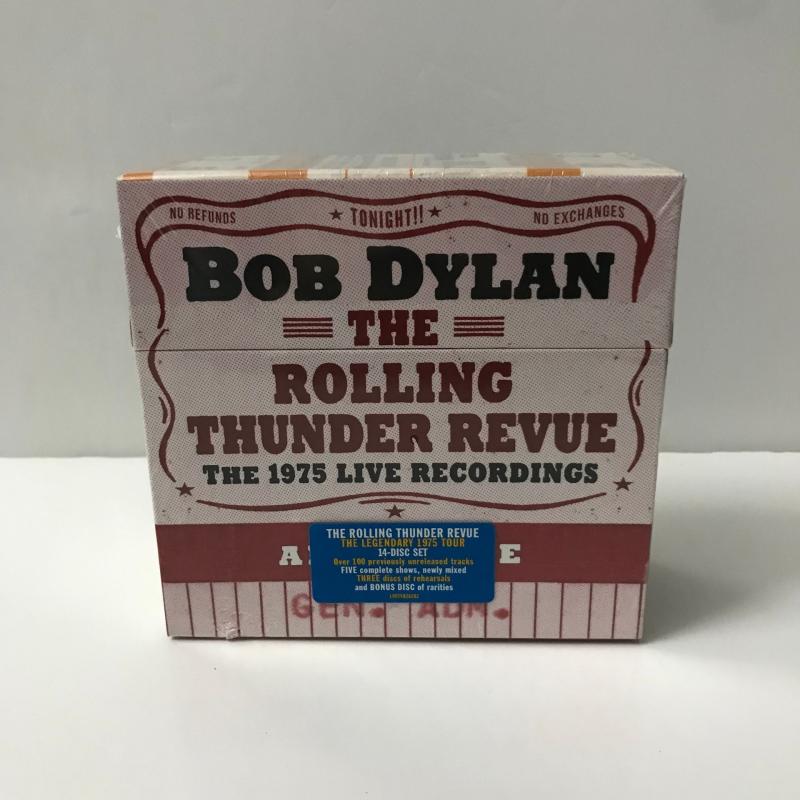 NO REFUNDS
★ TONIGHT!! ★
NO EXCHANGES
BOB DYLAN
THE
ROLLING
THUNDER REVUE
THE 1975 LIVE RECORDINGS
THE ROLLING THUNDER REVUE
THE LEGENDARY 1975 TOUR
14-DISC SET
Over 100 previously unreleased tracks
FIVE complete shows, newly mixed
THREE discs of rehearsals
and BONUS DISC of rarities
GEN. ADM.